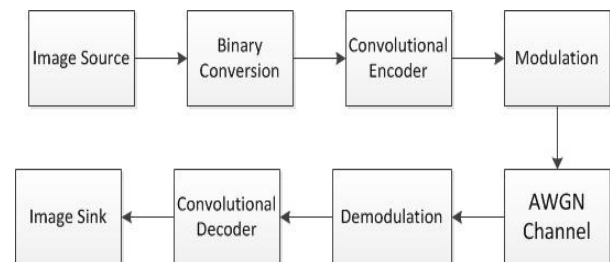 Image Source
Binary
Conversion
Convolutional
Encoder
Modulation
Image Sink
Convolutional
Decoder
Demodulation
AWGN
Channel